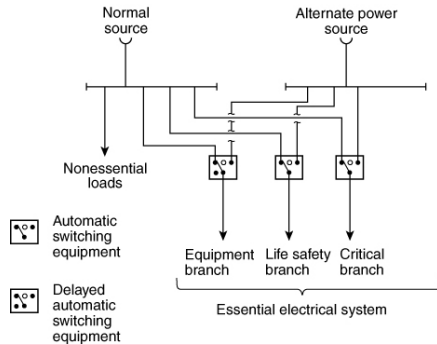 Normal
source
Alternate power
source
Nonessential
loads
Automatic
switching
equipment
Equipment
branch
Life safety
branch
Critical
branch
Delayed
automatic
switching
equipment
Essential electrical system